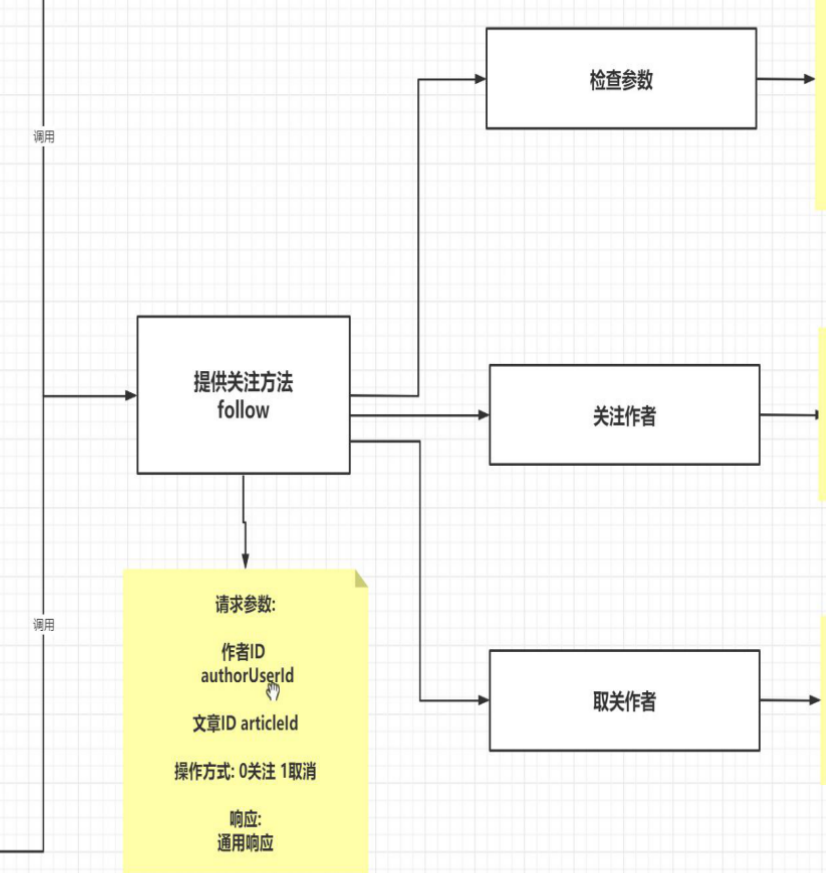 检查参数
调用
提供关注方法
follow
关注作者
调用
请求参数:
作者ID
authorUserId
文章ID articleId
操作方式: 0关注 1取消
响应:
通用响应
取关作者